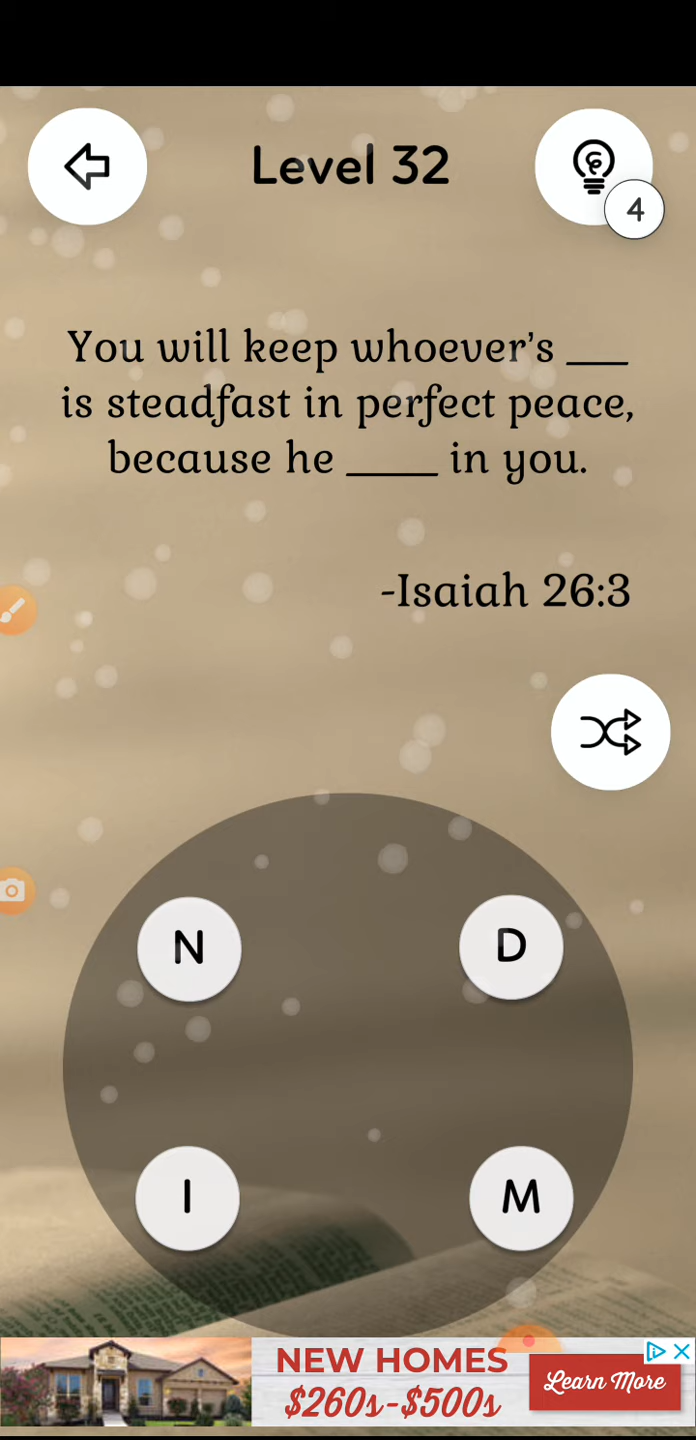 Level 32
4
You will keep whoever's ___
is steadfast in perfect peace,
because he ____ in you.
-Isaiah 26:3
N
D
I
M
NEW HOMES
$260s-$500s
Learn More